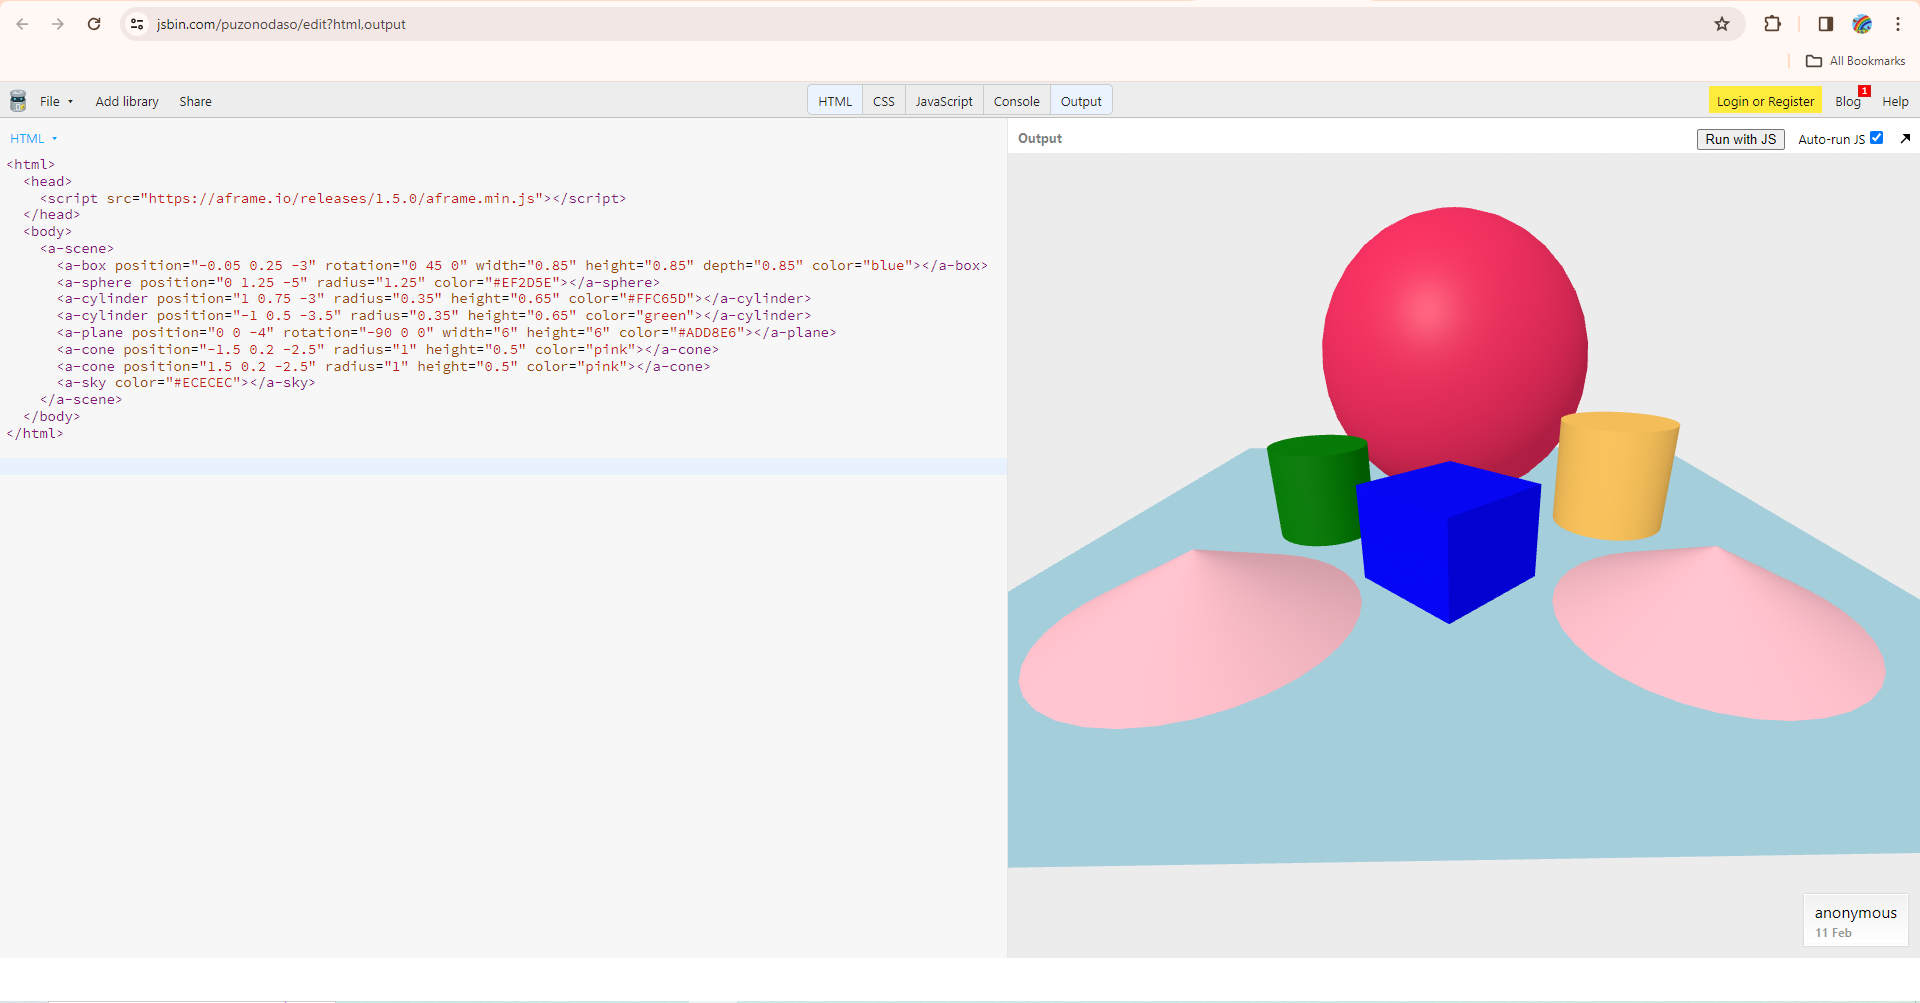 jsbin.com/puzonodaso/edit?html,output
All Bookmarks
File Add library Share HTML CSS JavaScript Console Output Login or Register Blog 1 Help
HTML
<html>
<head>
<script src="https://aframe.io/releases/1.5.0/aframe.min.js"></script>
</head>
<body>
<a-scene>
<a-box position="-0.05 0.25 -3" rotation="0 45 0" width="0.85" height="0.85" depth="0.85" color="blue"></a-box>
<a-sphere position="0 1.25 -5" radius="1.25" color="#EF2D5E"></a-sphere>
<a-cylinder position="1 0.75 -3" radius="0.35" height="0.65" color="#FFC65D"></a-cylinder>
<a-cylinder position="-1 0.5 -3.5" radius="0.35" height="0.65" color="green"></a-cylinder>
<a-plane position="0 0 -4" rotation="-90 0 0" width="6" height="6" color="#ADD8E6"></a-plane>
<a-cone position="-1.5 0.2 -2.5" radius="1" height="0.5" color="pink"></a-cone>
<a-cone position="1.5 0.2 -2.5" radius="1" height="0.5" color="pink"></a-cone>
<a-sky color="#ECECEC"></a-sky>
</a-scene>
</body>
</html>
Output Run with JS Auto-run JS
anonymous
11 Feb